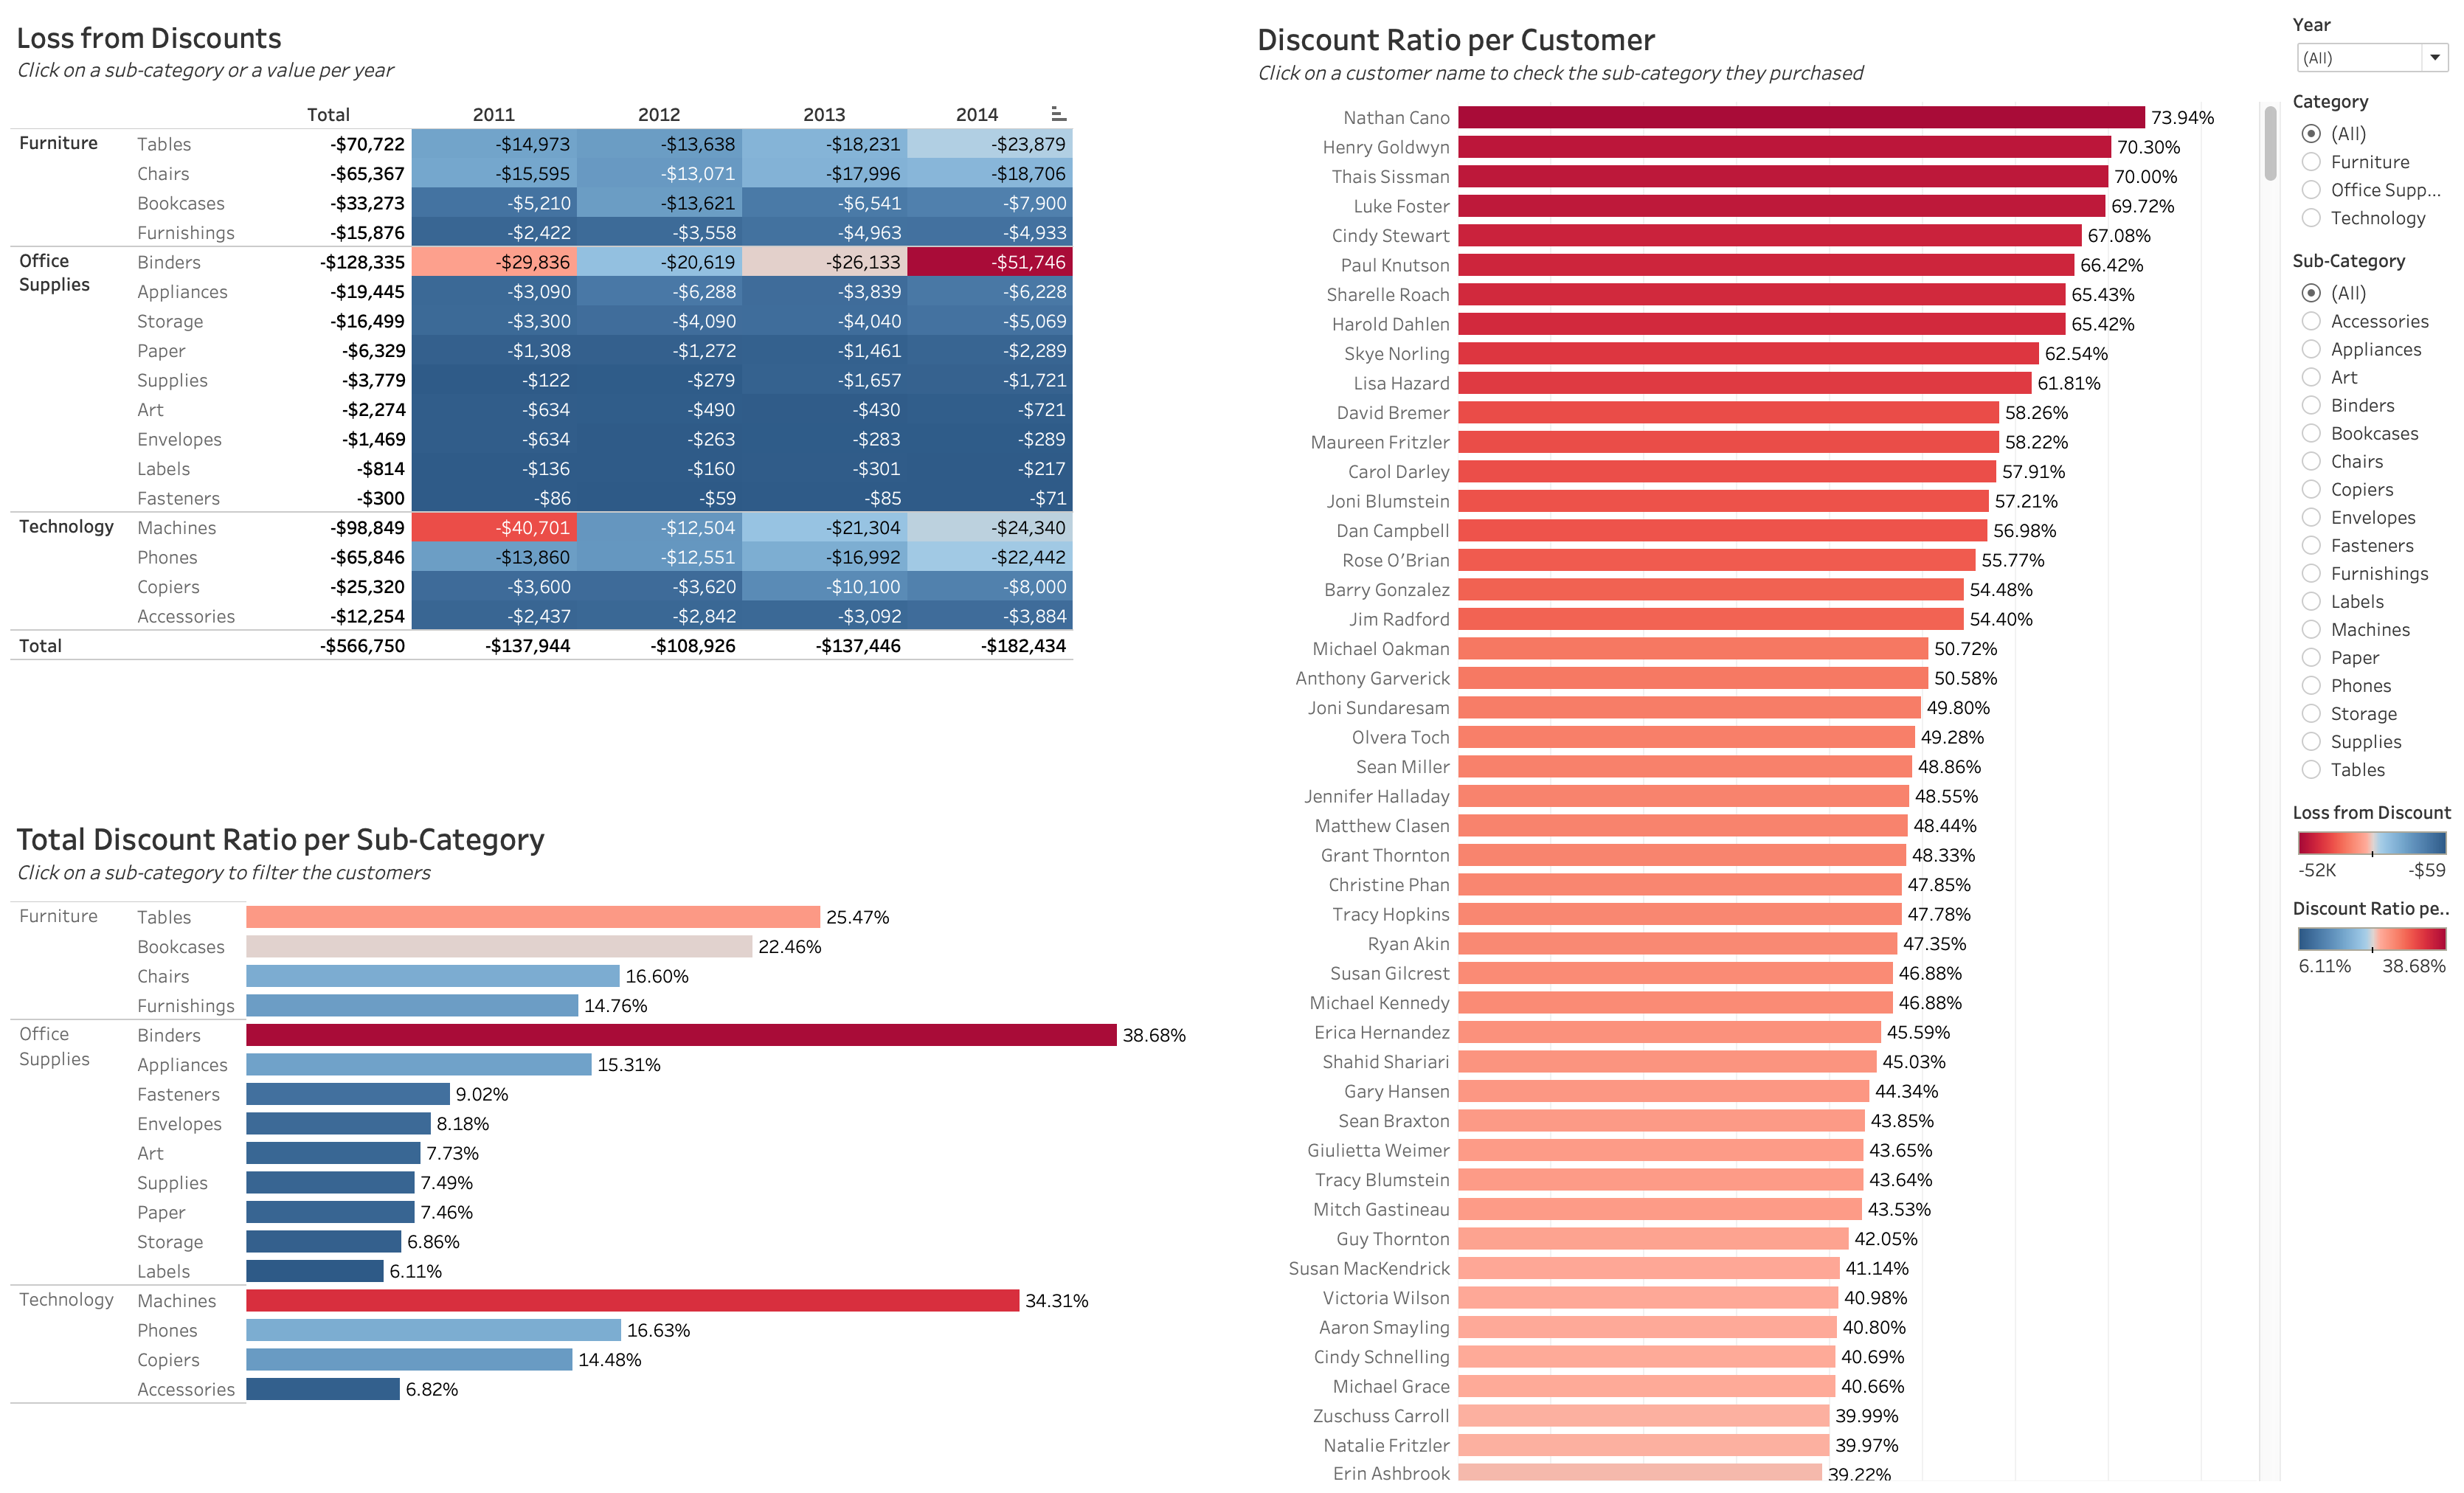 Loss from Discounts
Click on a sub-category or a value per year
Total 2011 2012 2013 2014
Furniture Tables -$70,722 -$14,973 -$13,638 -$18,231 -$23,879
Chairs -$65,367 -$15,595 -$13,071 -$17,996 -$18,706
Bookcases -$33,273 -$5,210 -$13,621 -$6,541 -$7,900
Furnishings -$15,876 -$2,422 -$3,558 -$4,963 -$4,933
Office Supplies Binders -$128,335 -$29,836 -$20,619 -$26,133 -$51,746
Appliances -$19,445 -$3,090 -$6,288 -$3,839 -$6,228
Storage -$16,499 -$3,300 -$4,090 -$4,040 -$5,069
Paper -$6,329 -$1,308 -$1,272 -$1,461 -$2,289
Supplies -$3,779 -$122 -$279 -$1,657 -$1,721
Art -$2,274 -$634 -$490 -$430 -$721
Envelopes -$1,469 -$634 -$263 -$283 -$289
Labels -$814 -$136 -$160 -$301 -$217
Fasteners -$300 -$86 -$59 -$85 -$71
Technology Machines -$98,849 -$40,701 -$12,504 -$21,304 -$24,340
Phones -$65,846 -$13,860 -$12,551 -$16,992 -$22,442
Copiers -$25,320 -$3,600 -$3,620 -$10,100 -$8,000
Accessories -$12,254 -$2,437 -$2,842 -$3,092 -$3,884
Total -$566,750 -$137,944 -$108,926 -$137,446 -$182,434
Total Discount Ratio per Sub-Category
Click on a sub-category to filter the customers
Furniture Tables 25.47%
Bookcases 22.46%
Chairs 16.60%
Furnishings 14.76%
Office Supplies Binders 38.68%
Appliances 15.31%
Fasteners 9.02%
Envelopes 8.18%
Art 7.73%
Supplies 7.49%
Paper 7.46%
Storage 6.86%
Labels 6.11%
Technology Machines 34.31%
Phones 16.63%
Copiers 14.48%
Accessories 6.82%
Discount Ratio per Customer
Click on a customer name to check the sub-category they purchased
Nathan Cano 73.94%
Henry Goldwyn 70.30%
Thais Sissman 70.00%
Luke Foster 69.72%
Cindy Stewart 67.08%
Paul Knutson 66.42%
Sharelle Roach 65.43%
Harold Dahlen 65.42%
Skye Norling 62.54%
Lisa Hazard 61.81%
David Bremer 58.26%
Maureen Fritzler 58.22%
Carol Darley 57.91%
Joni Blumstein 57.21%
Dan Campbell 56.98%
Rose O'Brian 55.77%
Barry Gonzalez 54.48%
Jim Radford 54.40%
Michael Oakman 50.72%
Anthony Garverick 50.58%
Joni Sundaresam 49.80%
Olvera Toch 49.28%
Sean Miller 48.86%
Jennifer Halladay 48.55%
Matthew Clasen 48.44%
Grant Thornton 48.33%
Christine Phan 47.85%
Tracy Hopkins 47.78%
Ryan Akin 47.35%
Susan Gilcrest 46.88%
Michael Kennedy 46.88%
Erica Hernandez 45.59%
Shahid Shariari 45.03%
Gary Hansen 44.34%
Sean Braxton 43.85%
Giulietta Weimer 43.65%
Tracy Blumstein 43.64%
Mitch Gastineau 43.53%
Guy Thornton 42.05%
Susan MacKendrick 41.14%
Victoria Wilson 40.98%
Aaron Smayling 40.80%
Cindy Schnelling 40.69%
Michael Grace 40.66%
Zuschuss Carroll 39.99%
Natalie Fritzler 39.97%
Erin Ashbrook 39.22%
Year
(All)
Category
(All)
Furniture
Office Supp...
Technology
Sub-Category
(All)
Accessories
Appliances
Art
Binders
Bookcases
Chairs
Copiers
Envelopes
Fasteners
Furnishings
Labels
Machines
Paper
Phones
Storage
Supplies
Tables
Loss from Discount
-52K -$59
Discount Ratio pe..
6.11% 38.68%